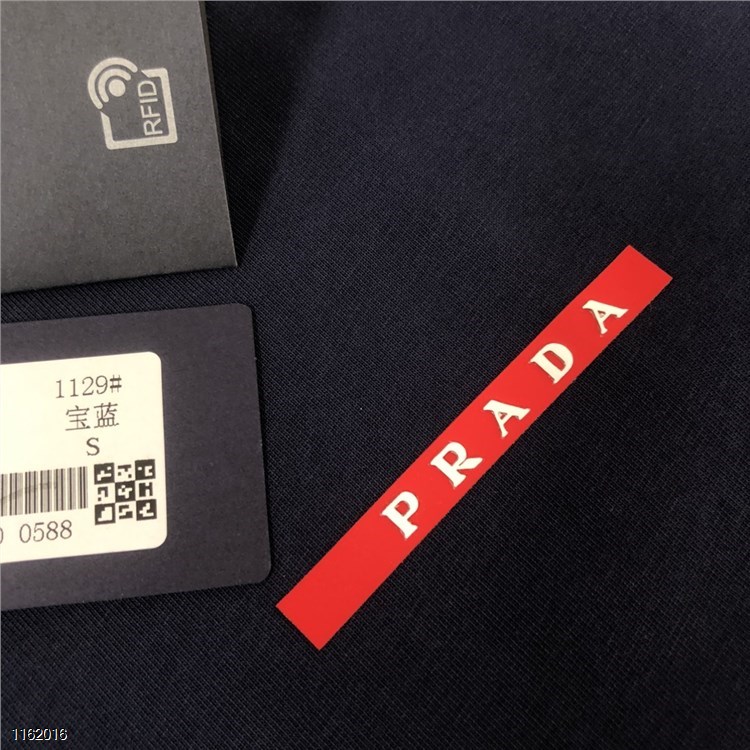 RFID
1129#
宝蓝
S
0588
PRADA
1162016